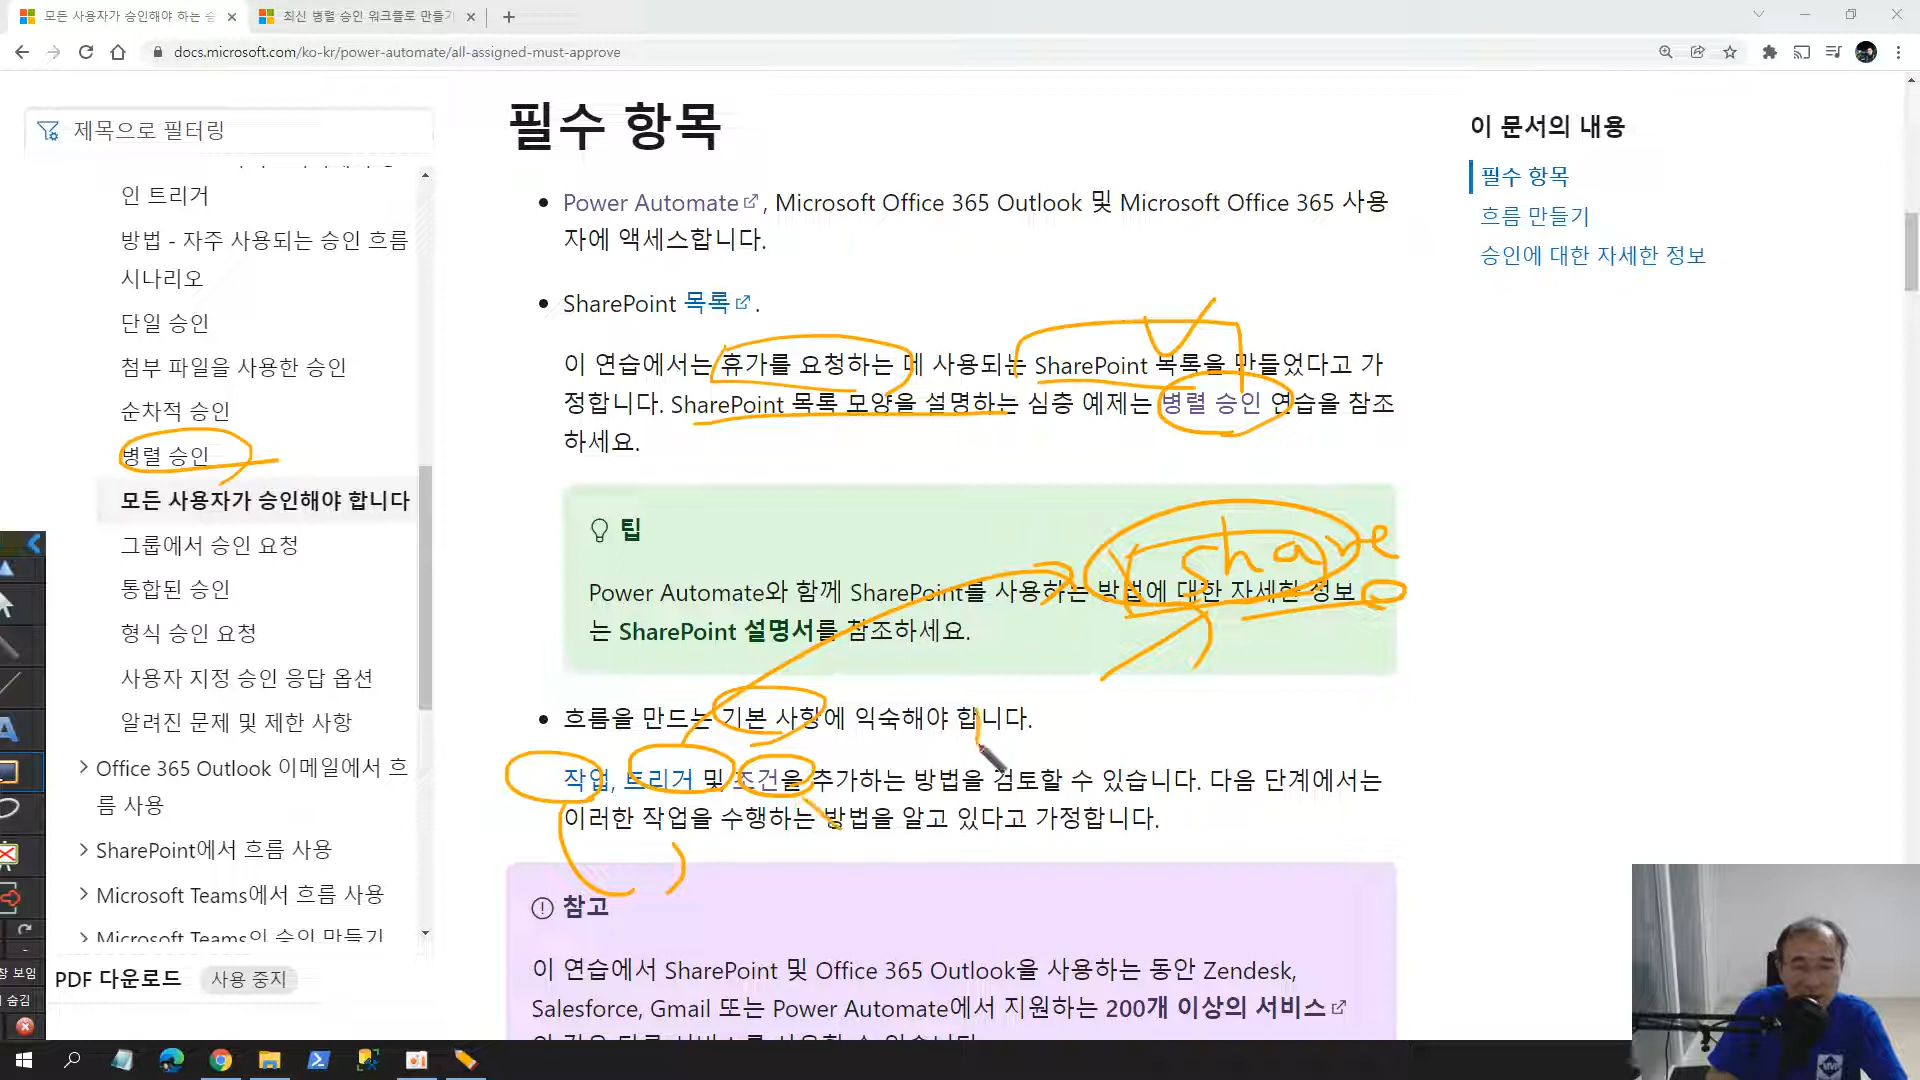 모든 사용자가 승인해야 하는 승
최신 병렬 승인 워크플로 만들기
docs.microsoft.com/ko-kr/power-automate/all-assigned-must-approve
제목으로 필터링
인 트리거
방법 - 자주 사용되는 승인 흐름
시나리오
단일 승인
첨부 파일을 사용한 승인
순차적 승인
병렬 승인
모든 사용자가 승인해야 합니다
그룹에서 승인 요청
통합된 승인
형식 승인 요청
사용자 지정 승인 응답 옵션
알려진 문제 및 제한 사항
Office 365 Outlook 이메일에서 흐
름 사용
SharePoint에서 흐름 사용
Microsoft Teams에서 흐름 사용
Microsoft Teams의 승인 만들기
PDF 다운로드
사용 중지
필수 항목
Power Automate, Microsoft Office 365 Outlook 및 Microsoft Office 365 사용
자에 액세스합니다.
SharePoint 목록.
이 연습에서는 휴가를 요청하는 데 사용되는 SharePoint 목록을 만들었다고 가
정합니다. SharePoint 목록 모양을 설명하는 심층 예제는 병렬 승인 연습을 참조
하세요.
팁
share
Power Automate와 함께 SharePoint를 사용하는 방법에 대한 자세한 정보
는 SharePoint 설명서를 참조하세요.
흐름을 만드는 기본 사항에 익숙해야 합니다.
작업, 트리거 및 조건을 추가하는 방법을 검토할 수 있습니다. 다음 단계에서는
이러한 작업을 수행하는 방법을 알고 있다고 가정합니다.
참고
이 연습에서 SharePoint 및 Office 365 Outlook을 사용하는 동안 Zendesk,
Salesforce, Gmail 또는 Power Automate에서 지원하는 200개 이상의 서비스
이 문서의 내용
필수 항목
흐름 만들기
승인에 대한 자세한 정보
창 보임
숨김